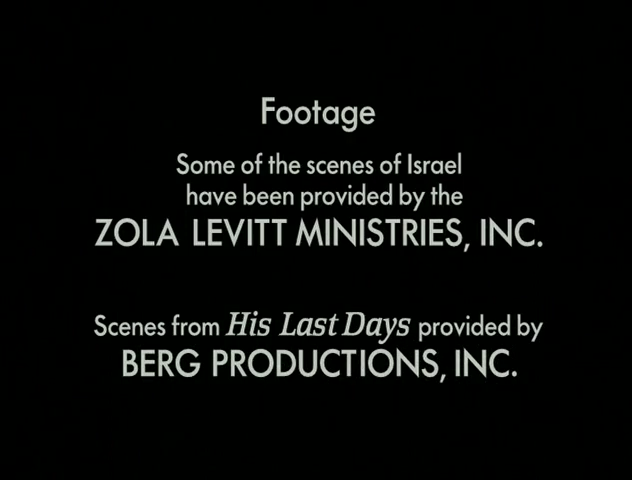 Footage
Some of the scenes of Israel
have been provided by the
ZOLA LEVITT MINISTRIES, INC.
Scenes from His Last Days provided by
BERG PRODUCTIONS, INC.